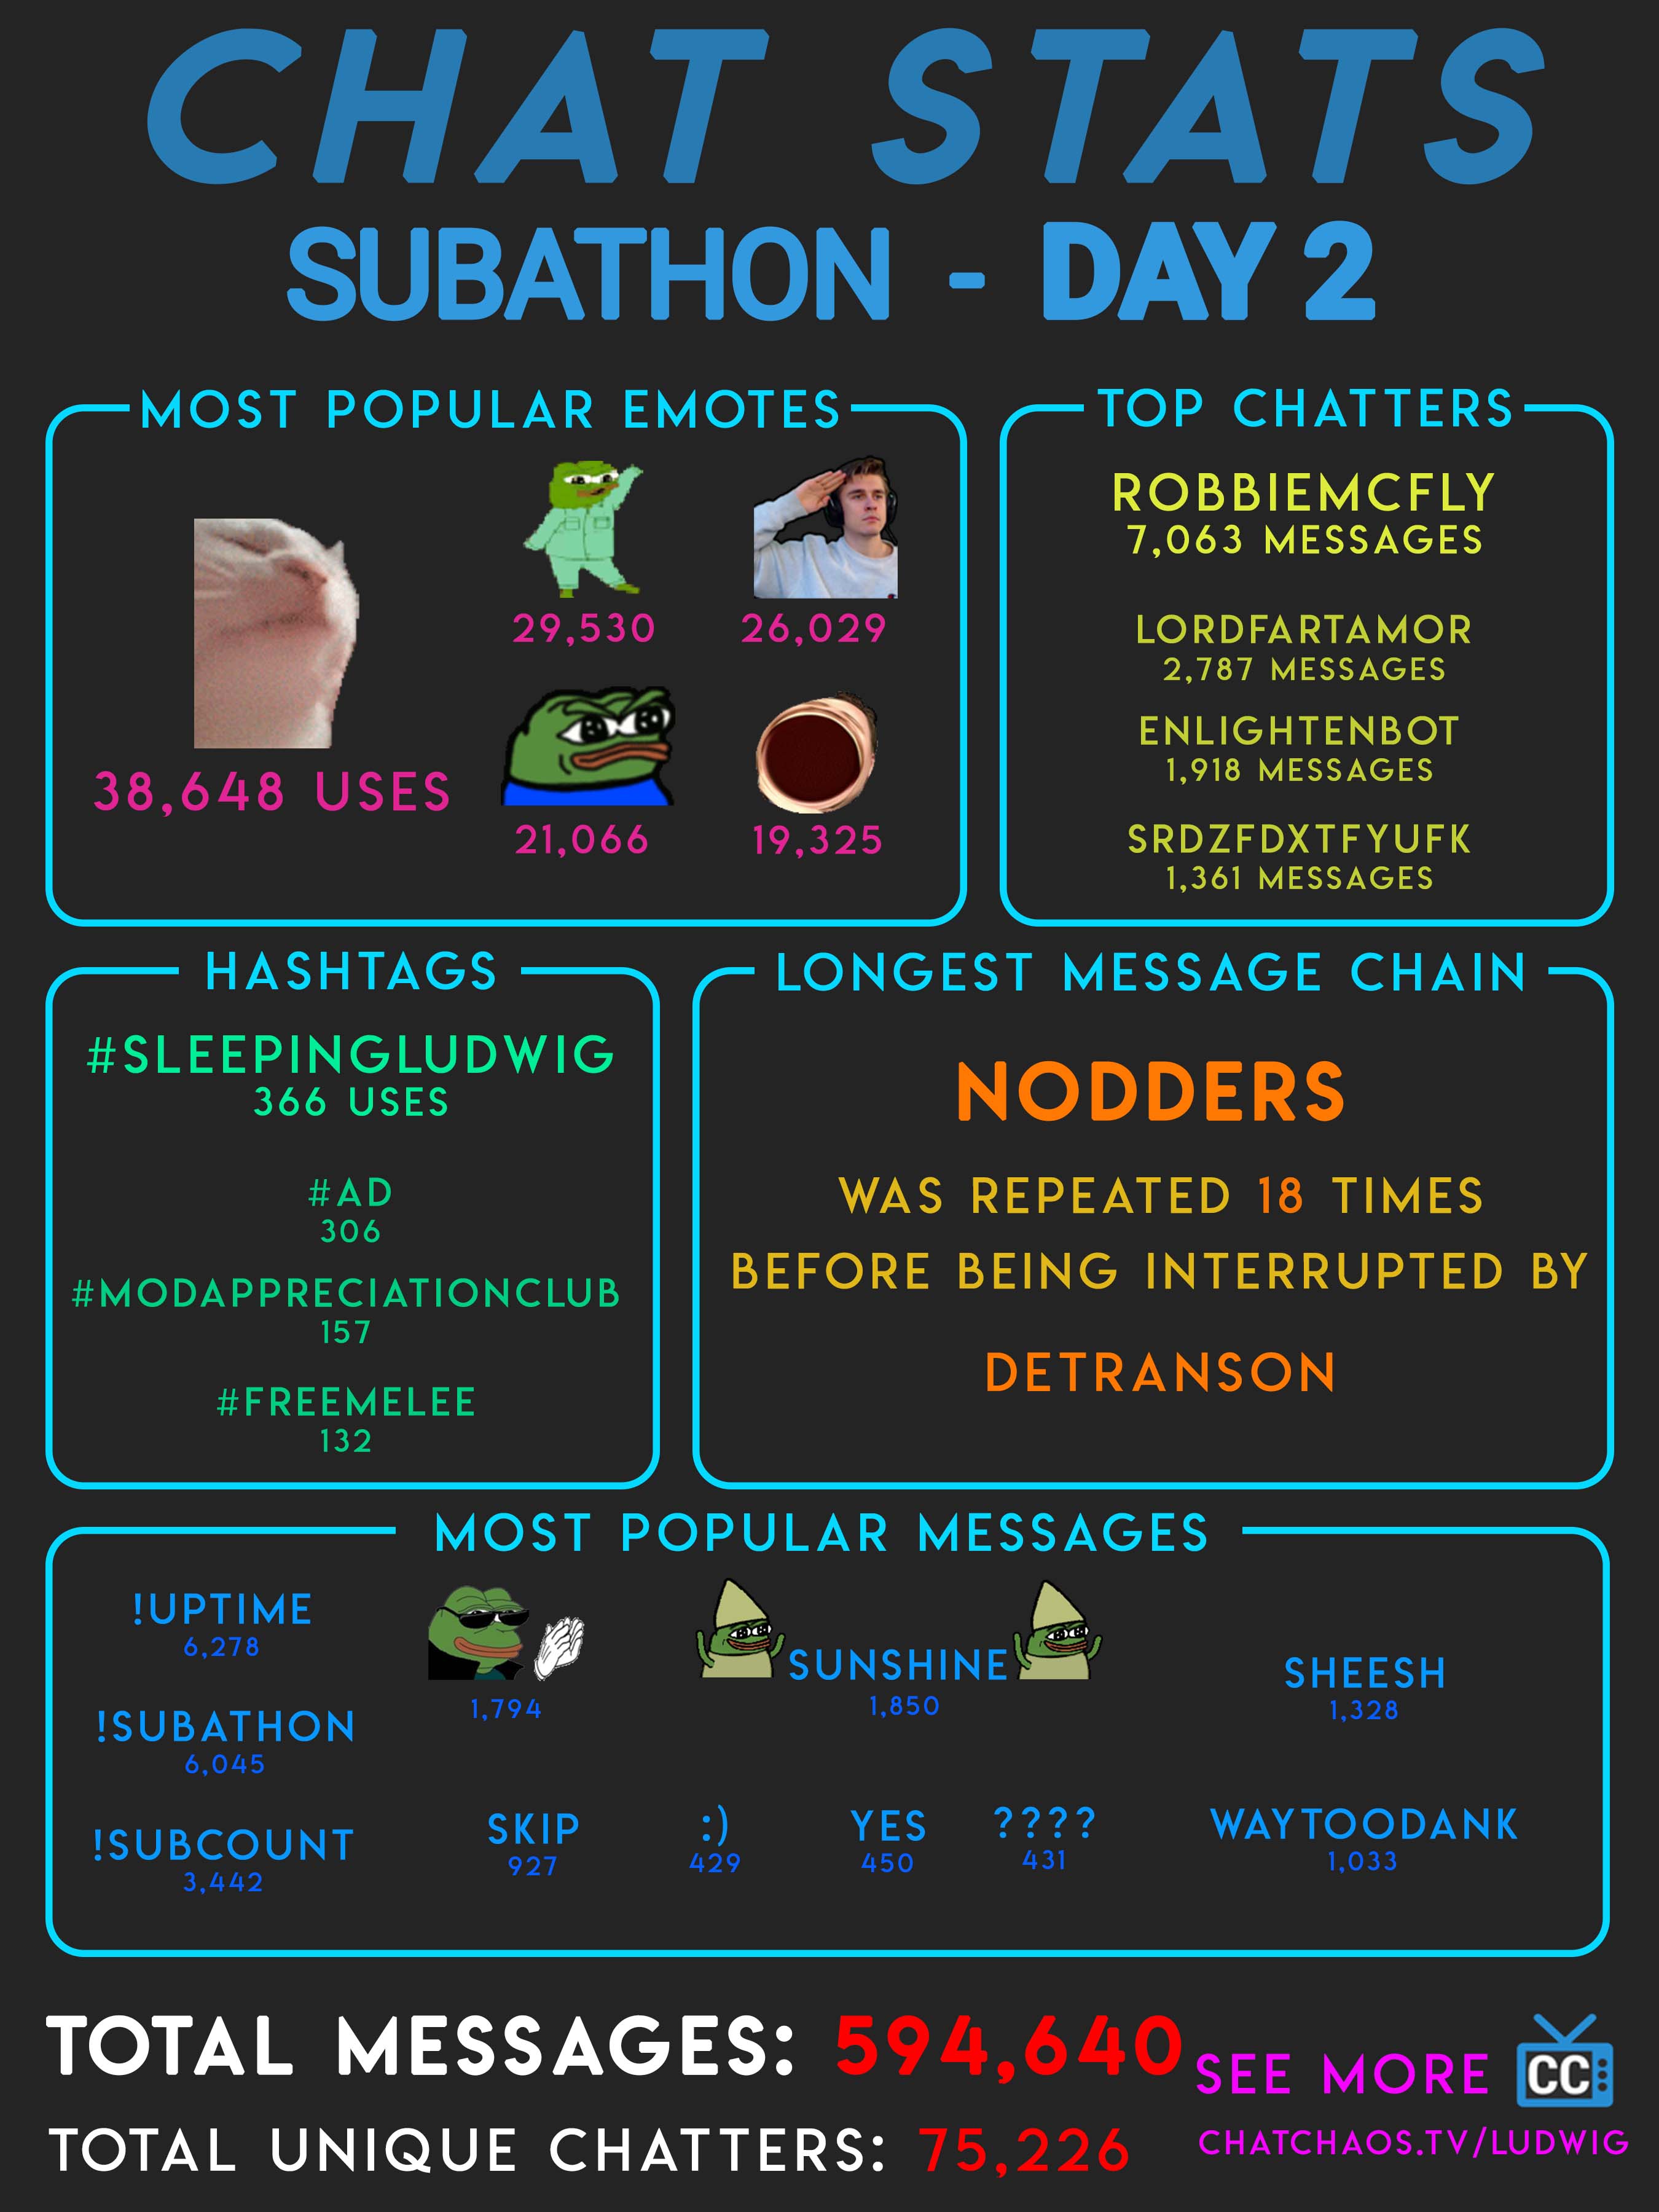 CHAT STATS
SUBATHON - DAY 2
MOST POPULAR EMOTES
29,530
26,029
38,648 USES
21,066
19,325
TOP CHATTERS
ROBBIEMCFLY
7,063 MESSAGES
LORDFARTAMOR
2,787 MESSAGES
ENLIGHTENBOT
1,918 MESSAGES
SRDZFDXTFYUFK
1,361 MESSAGES
HASHTAGS
#SLEEPINGLUDWIG
366 USES
#AD
306
#MODAPPRECIATIONCLUB
157
#FREEMELEE
132
LONGEST MESSAGE CHAIN
NODDERS
WAS REPEATED 18 TIMES
BEFORE BEING INTERRUPTED BY
DETRANSON
MOST POPULAR MESSAGES
!UPTIME
6,278
!SUBATHON
6,045
!SUBCOUNT
3,442
1,794
SUNSHINE
1,850
SHEESH
1,328
SKIP
927
:)
429
YES
450
????
431
WAYTOODANK
1,033
TOTAL MESSAGES: 594,640
TOTAL UNIQUE CHATTERS: 75,226
SEE MORE
CC
CHATCHAOS.TV/LUDWIG